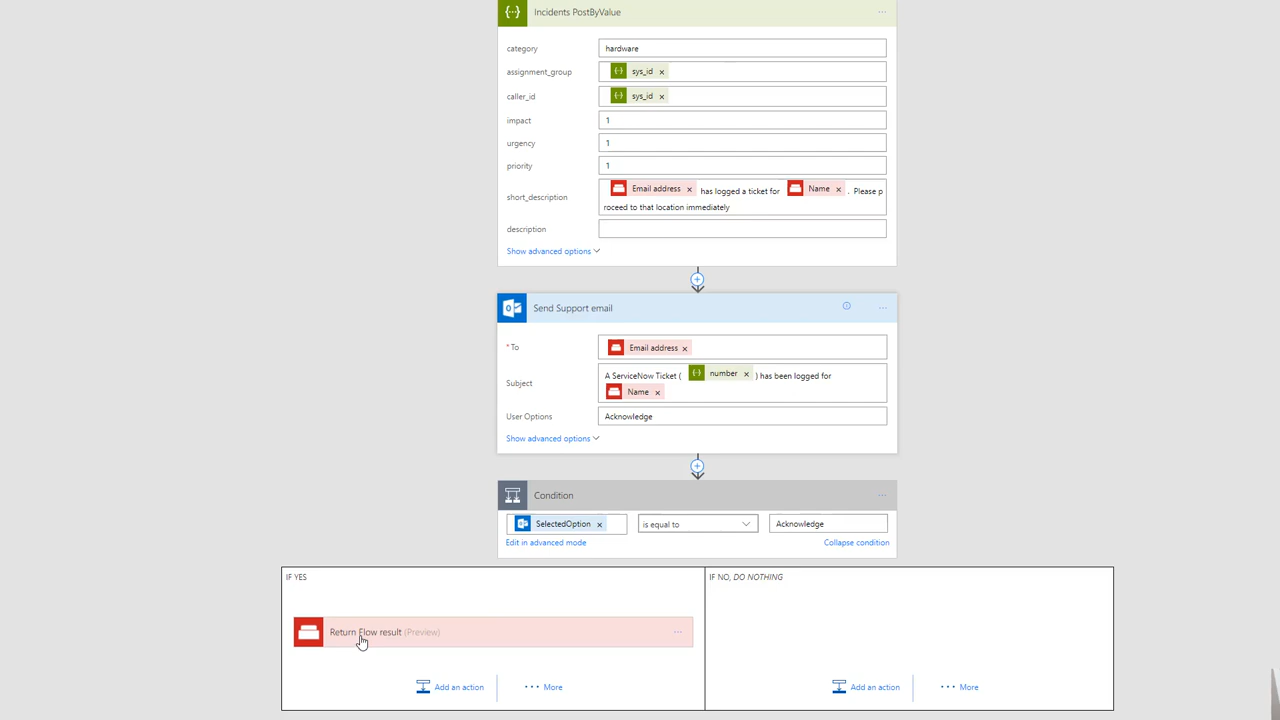 Incidents PostByValue
category hardware
assignment_group sys_id x
caller_id sys_id x
impact 1
urgency 1
priority 1
short_description Email address x has logged a ticket for Name x . Please p
roceed to that location immediately
description
Show advanced options
Send Support email
* To Email address x
Subject A ServiceNow Ticket ( number x ) has been logged for
Name x
User Options Acknowledge
Show advanced options
Condition
SelectedOption x is equal to Acknowledge
Edit in advanced mode Collapse condition
IF YES IF NO, DO NOTHING
Return Flow result (Preview)
Add an action More Add an action More